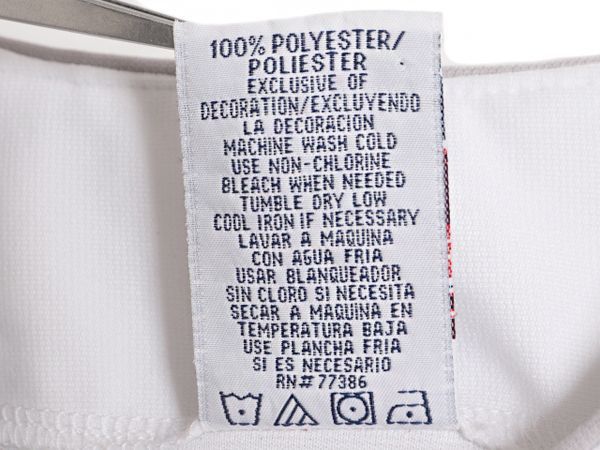 100% POLYESTER/
POLIESTER
EXCLUSIVE OF
DECORATION/EXCLUYENDO
LA DECORACION
MACHINE WASH COLD
USE NON-CHLORINE
BLEACH WHEN NEEDED
TUMBLE DRY LOW
COOL IRON IF NECESSARY
LAVAR A MAQUINA
CON AGUA FRIA
USAR BLANQUEADOR
SIN CLORO SI NECESITA
SECAR A MAQUINA EN
TEMPERATURA BAJA
USE PLANCHA FRIA
SI ES NECESARIO
RN#77386